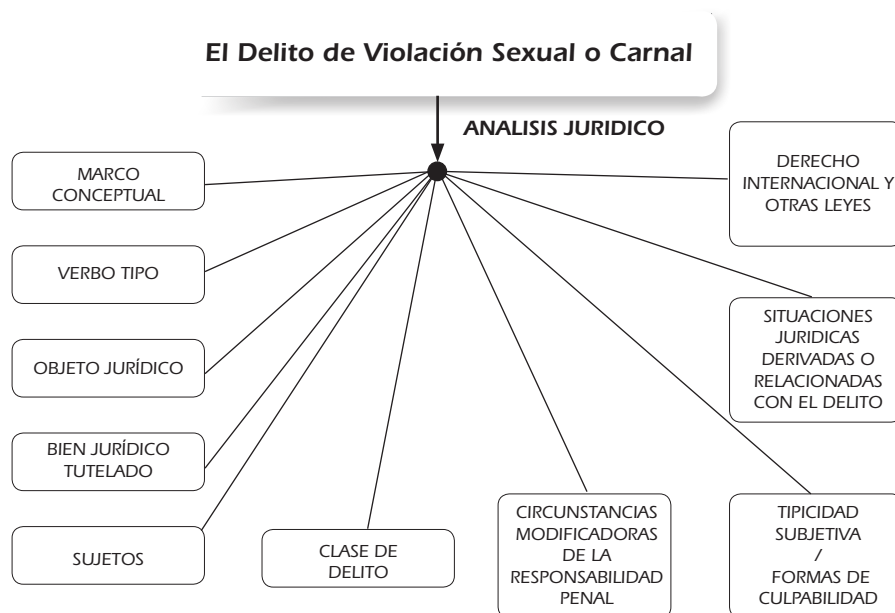 El Delito de Violación Sexual o Carnal
ANALISIS JURIDICO
MARCO
CONCEPTUAL
VERBO TIPO
OBJETO JURÍDICO
BIEN JURÍDICO
TUTELADO
SUJETOS
CLASE DE
DELITO
CIRCUNSTANCIAS
MODIFICADORAS
DE LA
RESPONSABILIDAD
PENAL
TIPICIDAD
SUBJETIVA
/
FORMAS DE
CULPABILIDAD
SITUACIONES
JURIDICAS
DERIVADAS O
RELACIONADAS
CON EL DELITO
DERECHO
INTERNACIONAL Y
OTRAS LEYES